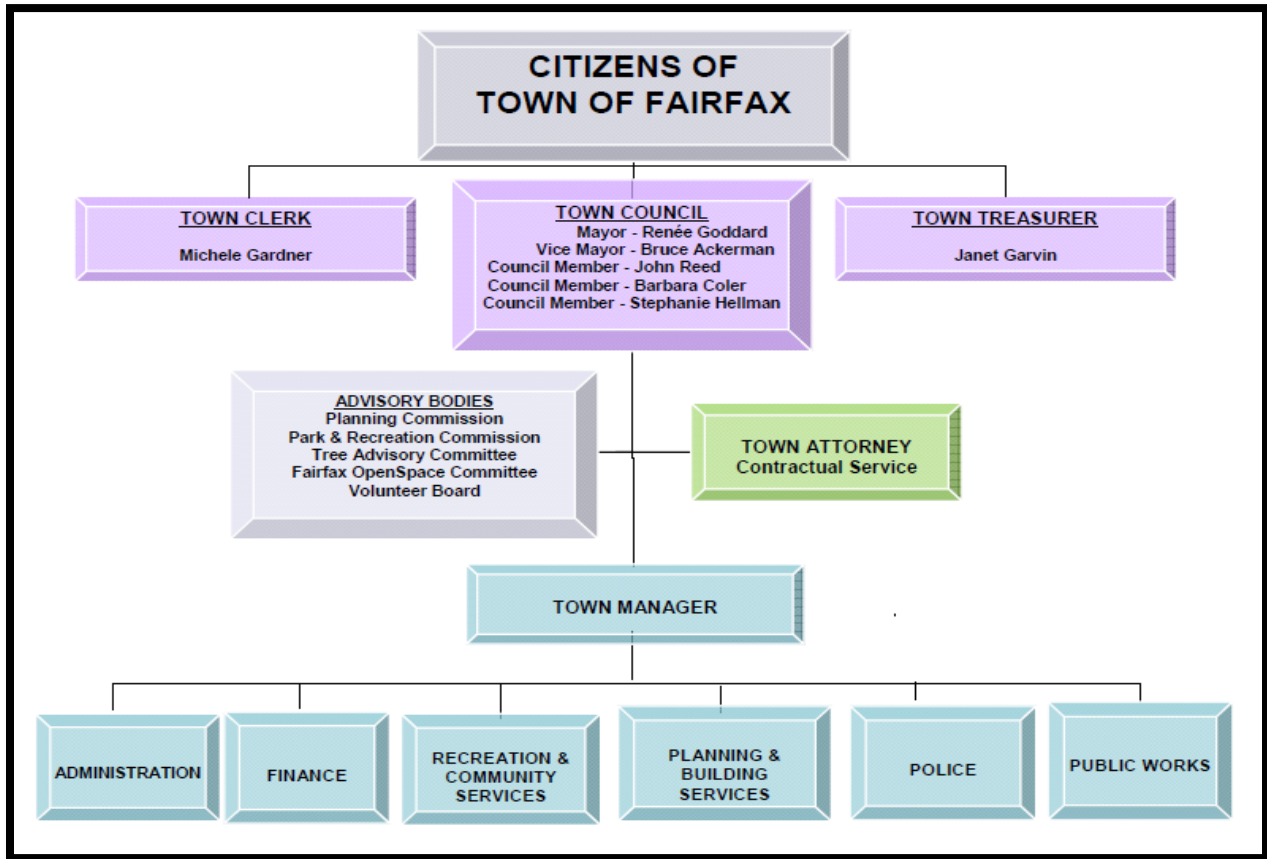 CITIZENS OF
TOWN OF FAIRFAX
TOWN CLERK
Michele Gardner
TOWN COUNCIL
Mayor - Renée Goddard
Vice Mayor - Bruce Ackerman
Council Member - John Reed
Council Member - Barbara Coler
Council Member - Stephanie Hellman
TOWN TREASURER
Janet Garvin
ADVISORY BODIES
Planning Commission
Park & Recreation Commission
Tree Advisory Committee
Fairfax OpenSpace Committee
Volunteer Board
TOWN ATTORNEY
Contractual Service
TOWN MANAGER
ADMINISTRATION
FINANCE
RECREATION &
COMMUNITY
SERVICES
PLANNING &
BUILDING
SERVICES
POLICE
PUBLIC WORKS